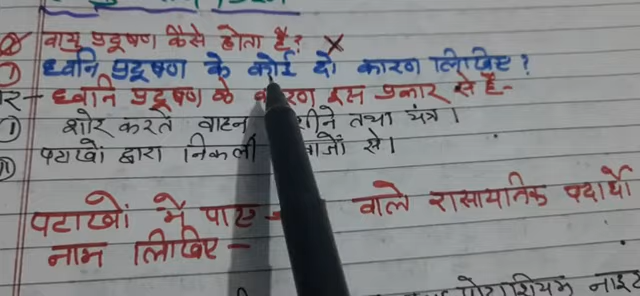 वायु प्रदूषण कैसे होता है?
ध्वनि प्रदूषण के कोई दो कारण लिखिए?
ध्वनि प्रदूषण के कारण इस प्रकार से हैं-
शोर करते वाहन तथा यंत्र।
पटाखों द्वारा निकली से।
पटाखों में पाए वाले रासायनिक पदार्थों
नाम लिखिए-
पोटाशियम